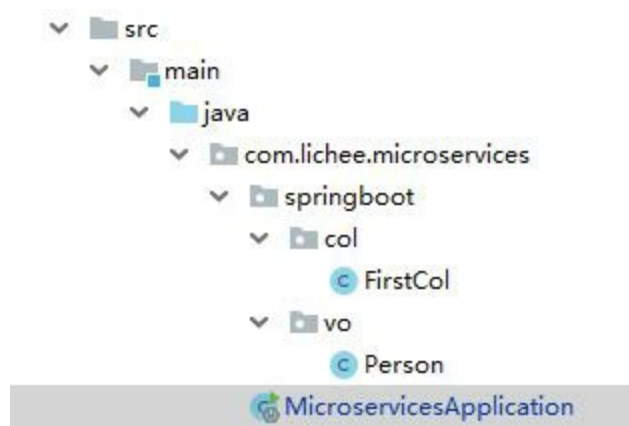 src
main
java
com.lichee.microservices
springboot
col
FirstCol
vo
Person
MicroservicesApplication